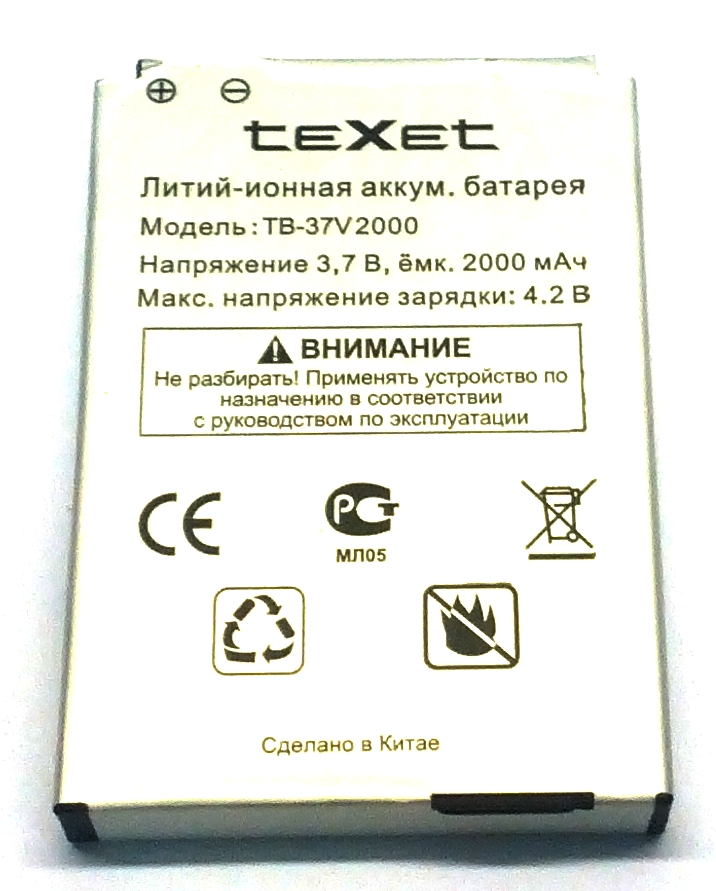 teXet
Литий-ионная аккум. батарея
Модель: TB-37V2000
Напряжение 3,7 В, ёмк. 2000 мАч
Макс. напряжение зарядки: 4.2 В
ВНИМАНИЕ
Не разбирать! Применять устройство по
назначению в соответствии
с руководством по эксплуатации
CE
РСТ
МЛ05
Сделано в Китае